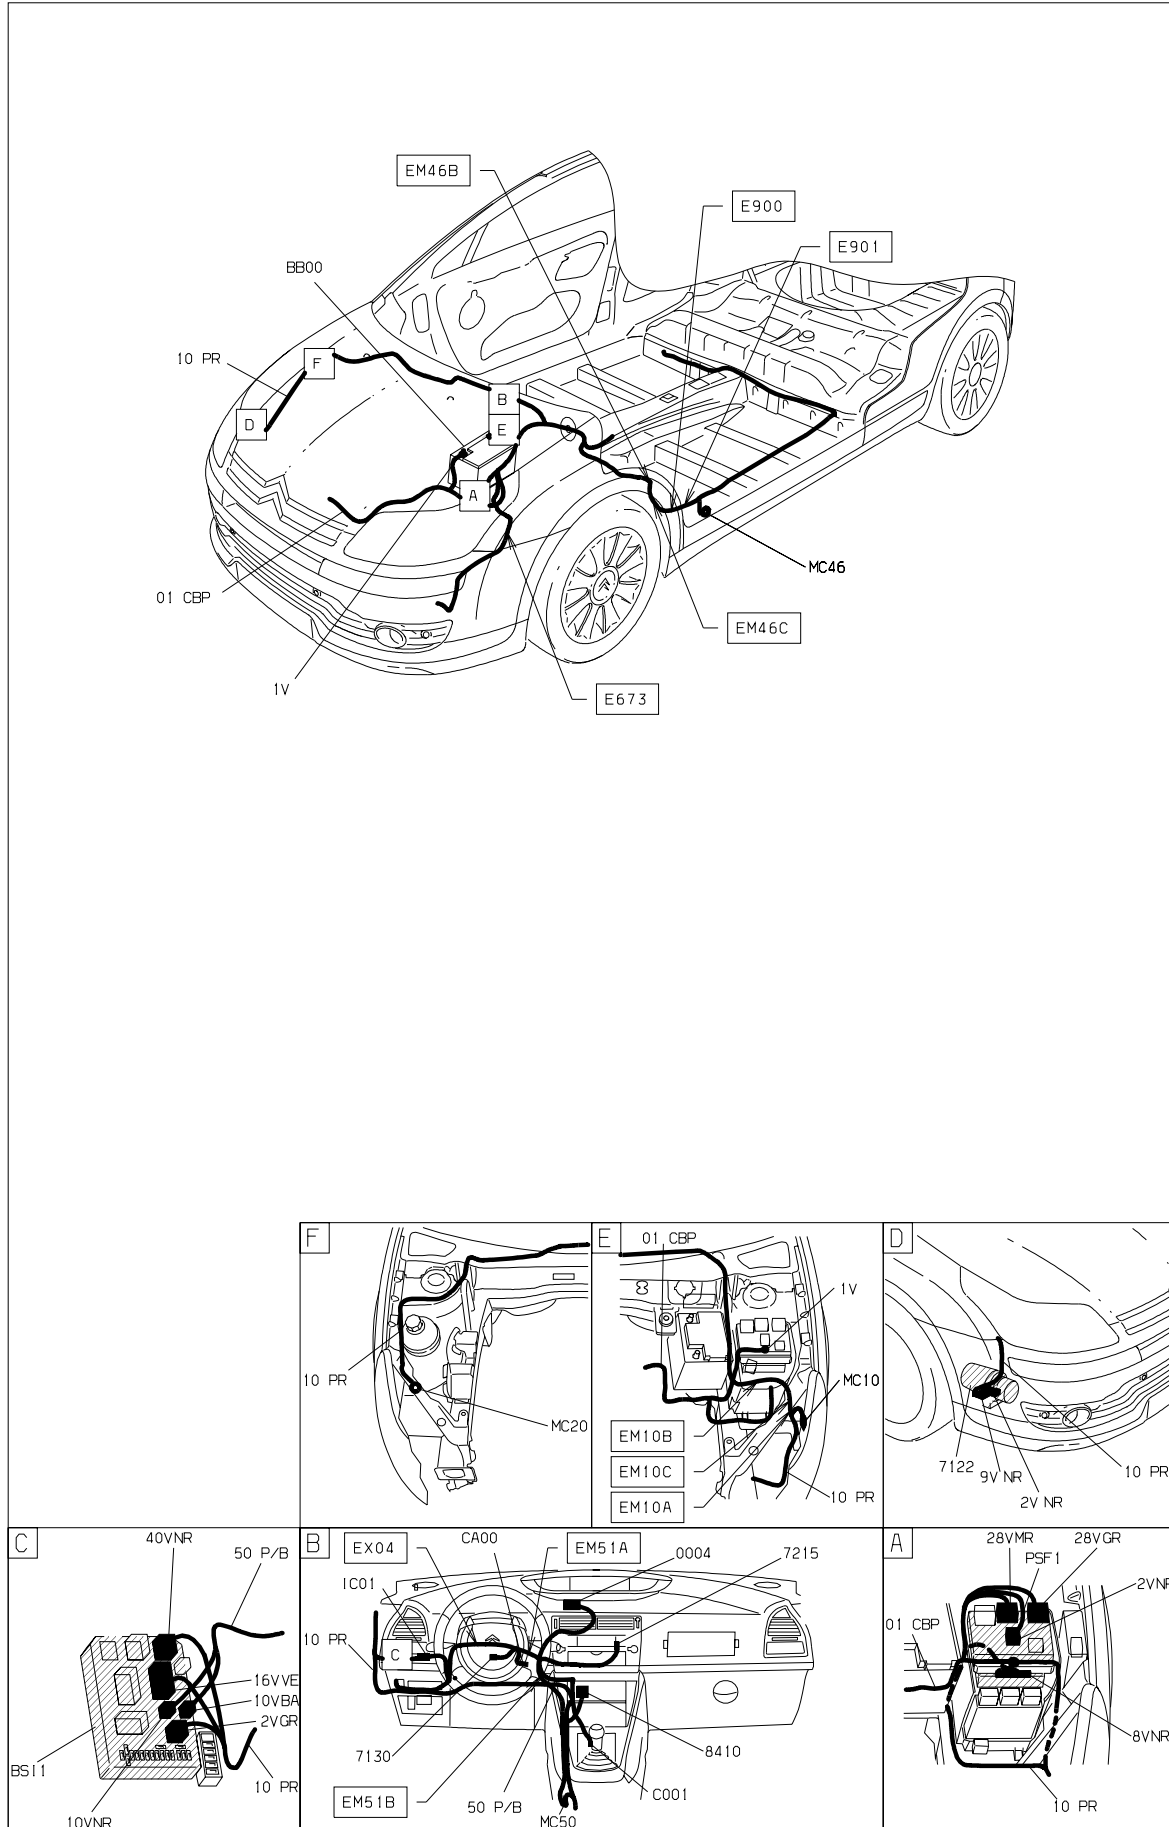 EM46B
E900
E901
BB00
10 PR
F
B
D
E
A
MC46
01 CBP
EM46C
1V
E673
F
E
01 CBP
D
1V
10 PR
MC10
MC20
EM10B
EM10C
7122
9V NR
10 PR
EM10A
10 PR
2V NR
C
40VNR
50 P/B
B
EX04
CA00
EM51A
0004
7215
A
28VMR
28VGR
PSF1
IC01
2VNR
10 PR
C
01 CBP
16VVE
10VBA
2VGR
BSI1
10 PR
7130
8410
8VNR
EM51B
50 P/B
C001
10 PR
10VNR
MC50